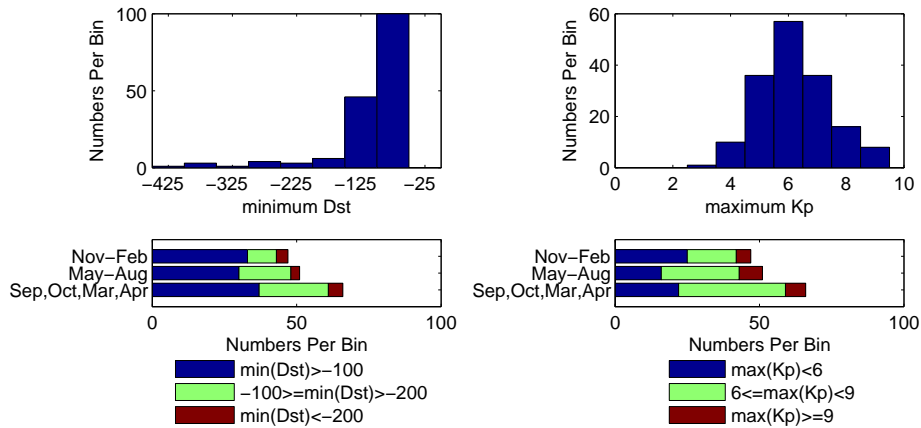 100
50
0
Numbers Per Bin
−425 −325 −225 −125 −25
minimum Dst
60
40
20
0
Numbers Per Bin
0 2 4 6 8 10
maximum Kp
Nov−Feb
May−Aug
Sep,Oct,Mar,Apr
0 50 100
Numbers Per Bin
min(Dst)>−100
−100>=min(Dst)>−200
min(Dst)<−200
Nov−Feb
May−Aug
Sep,Oct,Mar,Apr
0 50 100
Numbers Per Bin
max(Kp)<6
6<=max(Kp)<9
max(Kp)>=9